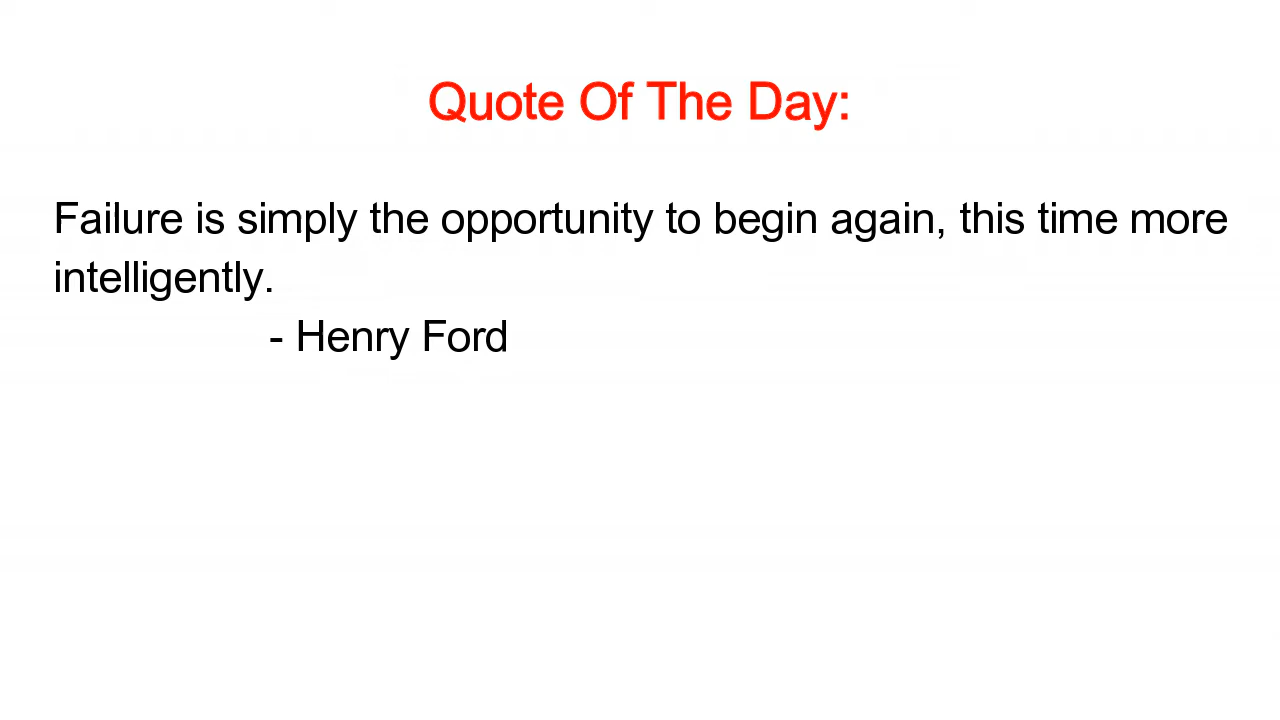 Quote Of The Day:
Failure is simply the opportunity to begin again, this time more
intelligently.
- Henry Ford